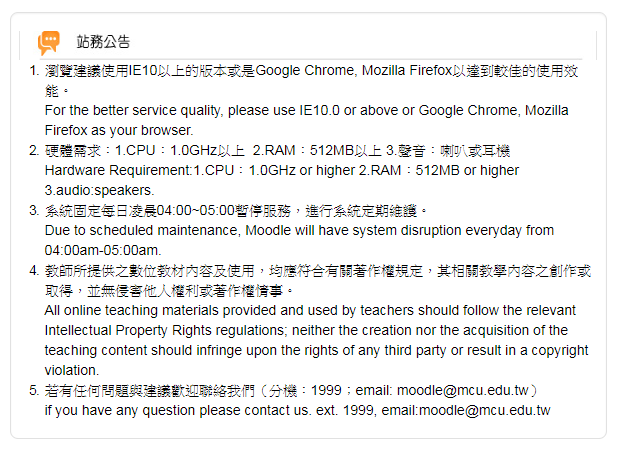 站務公告
1. 瀏覽建議使用IE10以上的版本或是Google Chrome, Mozilla Firefox以達到較佳的使用效
能。
For the better service quality, please use IE10.0 or above or Google Chrome, Mozilla
Firefox as your browser.
2. 硬體需求：1.CPU：1.0GHz以上 2.RAM：512MB以上 3.聲音：喇叭或耳機
Hardware Requirement:1.CPU：1.0GHz or higher 2.RAM：512MB or higher
3.audio:speakers.
3. 系統固定每日凌晨04:00~05:00暫停服務，進行系統定期維護。
Due to scheduled maintenance, Moodle will have system disruption everyday from
04:00am-05:00am.
4. 教師所提供之數位教材內容及使用，均應符合有關著作權規定，其相關教學內容之創作或
取得，並無侵害他人權利或著作權情事。
All online teaching materials provided and used by teachers should follow the relevant
Intellectual Property Rights regulations; neither the creation nor the acquisition of the
teaching content should infringe upon the rights of any third party or result in a copyright
violation.
5. 若有任何問題與建議歡迎聯絡我們（分機：1999；email: moodle@mcu.edu.tw）
if you have any question please contact us. ext. 1999, email:moodle@mcu.edu.tw